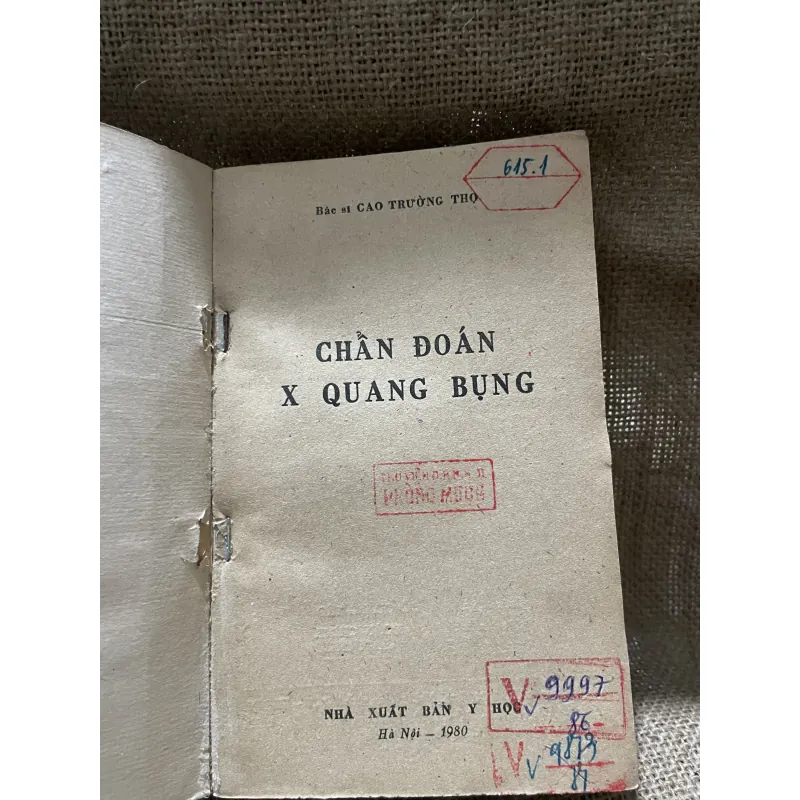 615.1
Bác sĩ CAO TRƯỜNG THỌ
CHẨN ĐOÁN
X QUANG BỤNG
PHÒNG MƯỢN
V V 9997
86
NHÀ XUẤT BẢN Y HỌC
Hà Nội — 1980
V V 9873
87